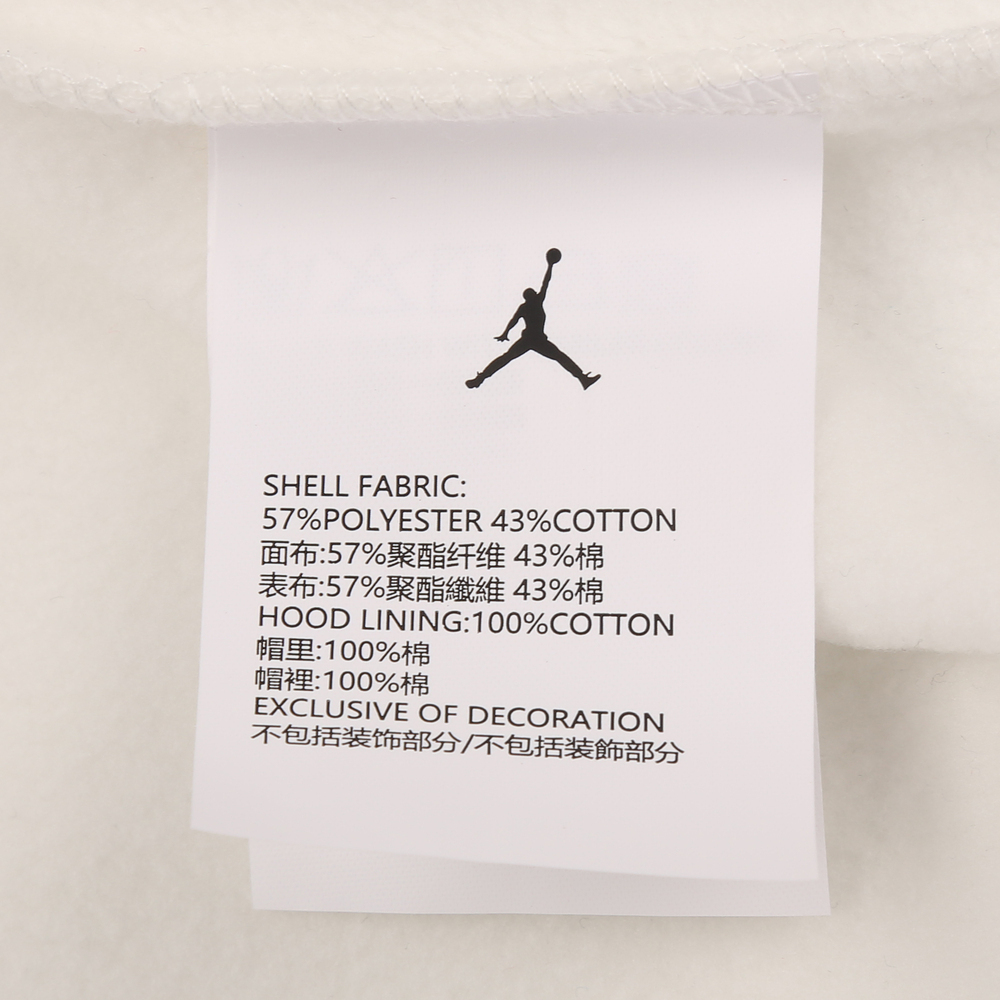 SHELL FABRIC:
57%POLYESTER 43%COTTON
面布:57%聚酯纤维 43%棉
表布:57%聚酯纖維 43%棉
HOOD LINING:100%COTTON
帽里:100%棉
帽裡:100%棉
EXCLUSIVE OF DECORATION
不包括装饰部分/不包括装飾部分